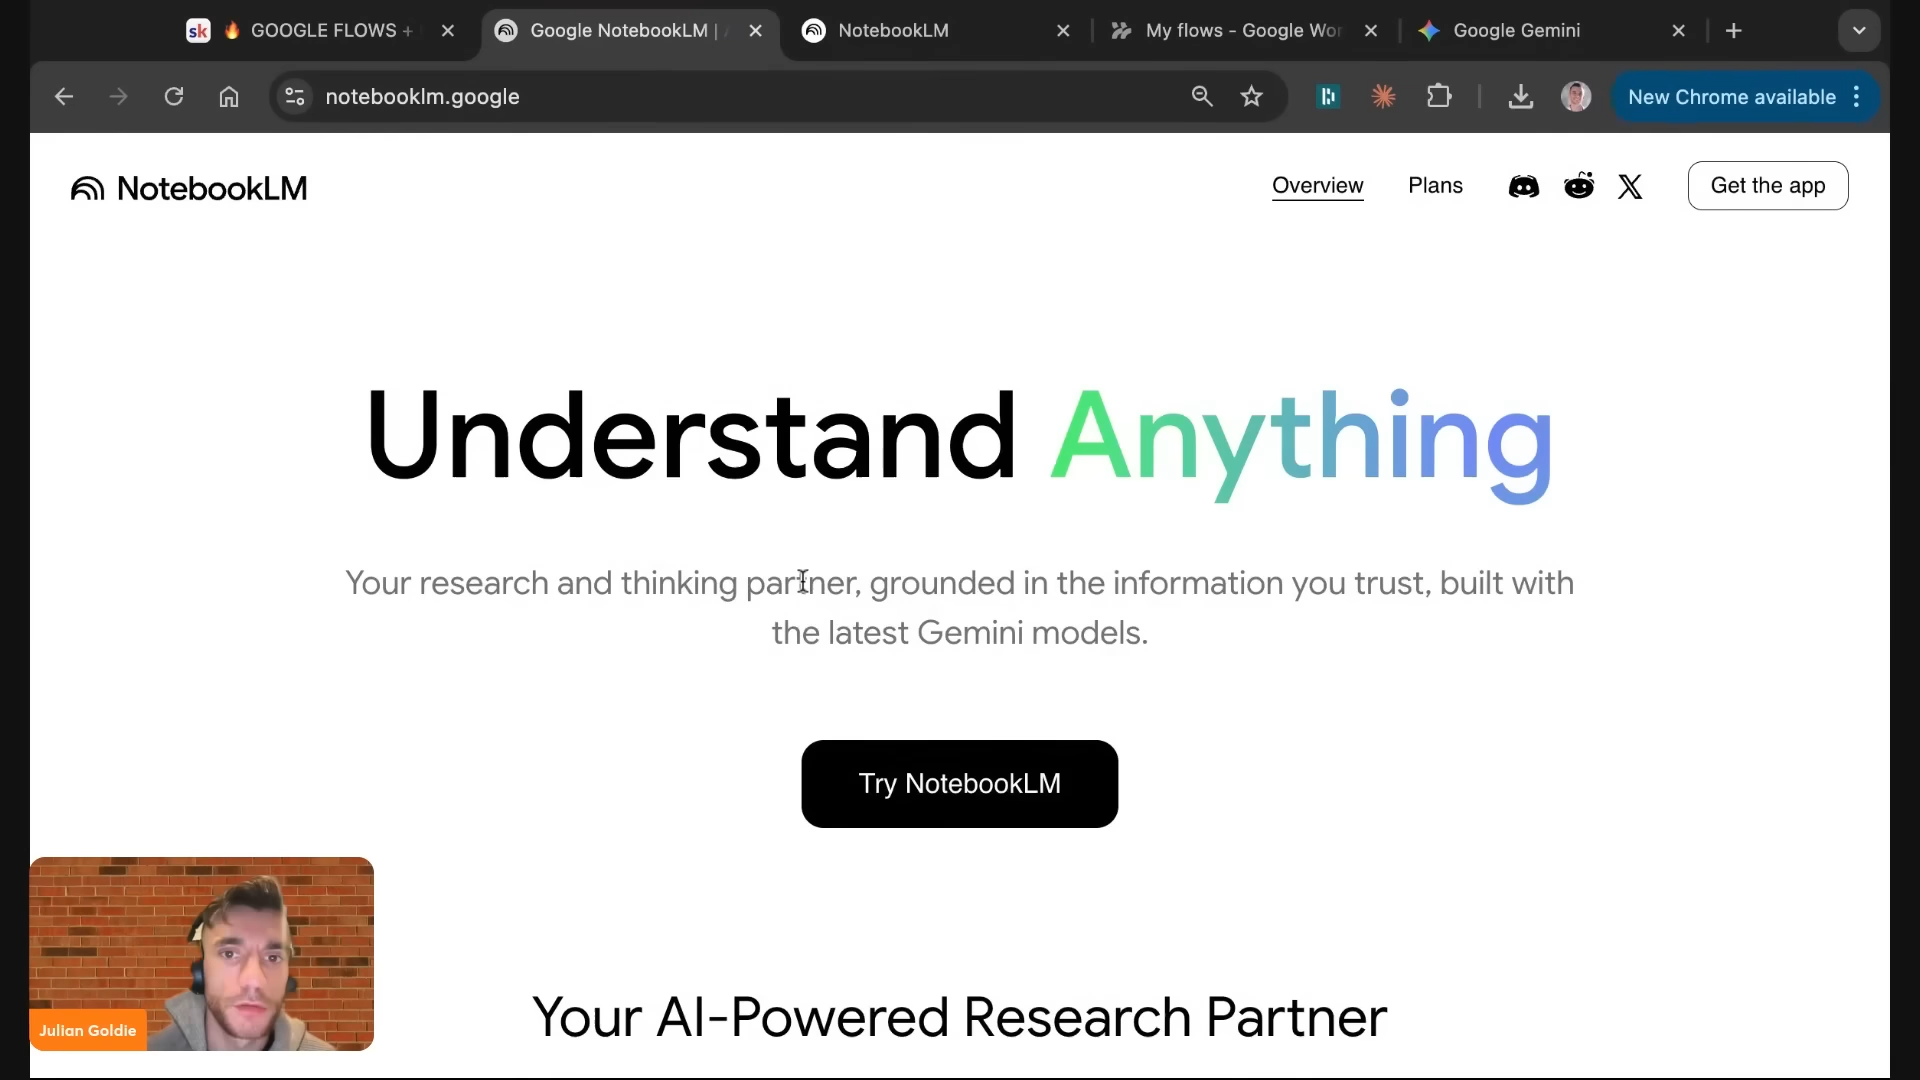 sk 🔥 GOOGLE FLOWS +
Google NotebookLM |
NotebookLM
My flows - Google Wor
Google Gemini
notebooklm.google
New Chrome available
NotebookLM
Overview
Plans
Get the app
Understand Anything
Your research and thinking partner, grounded in the information you trust, built with
the latest Gemini models.
Try NotebookLM
Julian Goldie
Your AI-Powered Research Partner